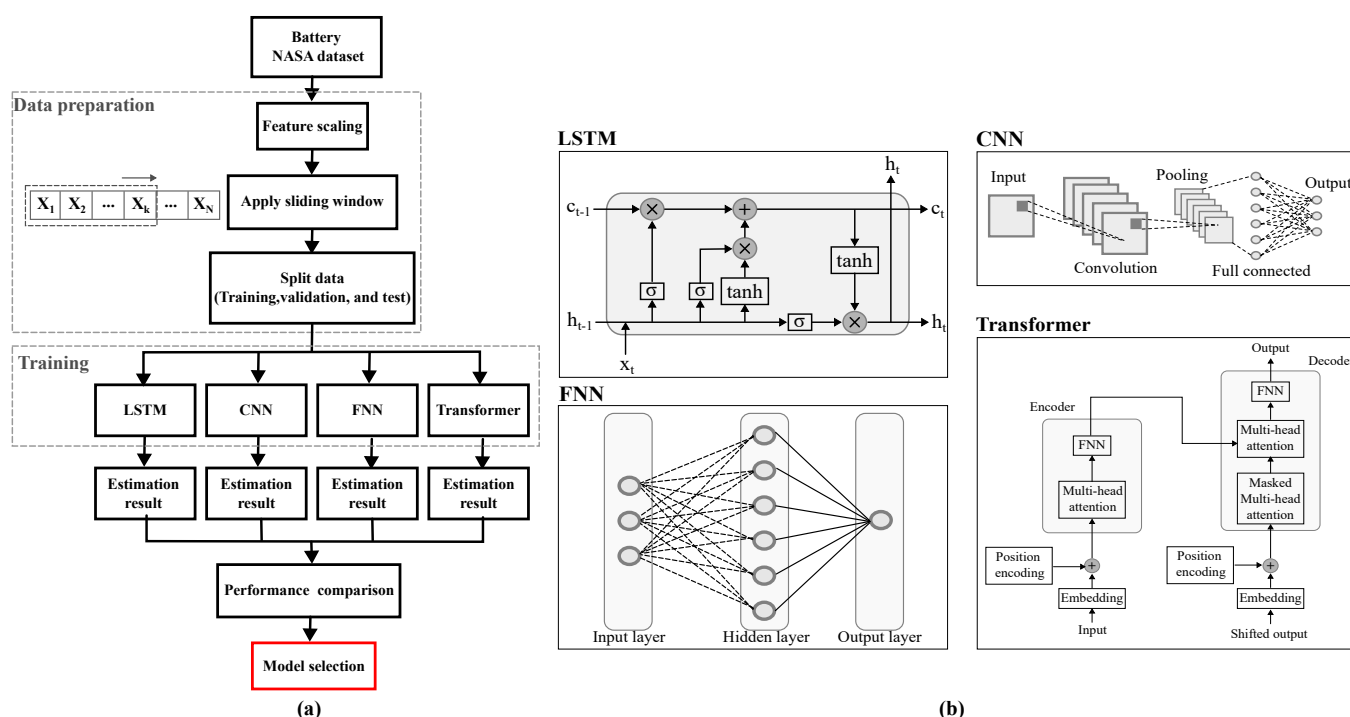 Battery
NASA dataset
Data preparation
Feature scaling
X1 X2 ... Xk ... XN
Apply sliding window
Split data
(Training,validation, and test)
Training
LSTM
CNN
FNN
Transformer
Estimation
result
Estimation
result
Estimation
result
Estimation
result
Performance comparison
Model selection
(a)
LSTM
ht
ct-1
×
+
ct
×
tanh
σ
σ
tanh
ht-1
σ
×
ht
xt
FNN
Input layer
Hidden layer
Output layer
CNN
Input
Pooling
Output
Convolution
Full connected
Transformer
Output
Decoder
FNN
Encoder
Multi-head
attention
FNN
Masked
Multi-head
attention
Multi-head
attention
Position
encoding
+
Position
encoding
+
Embedding
Embedding
Input
Shifted output
(b)